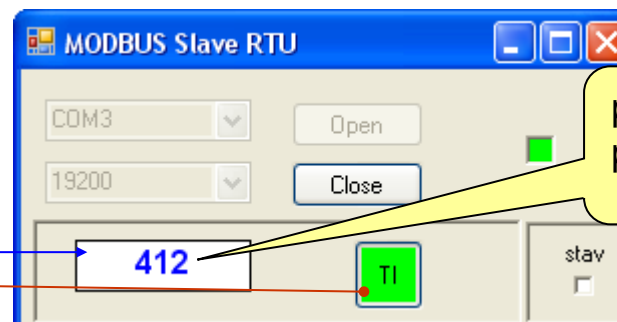 MODBUS Slave RTU
COM3
Open
19200
Close
412
TI
stav